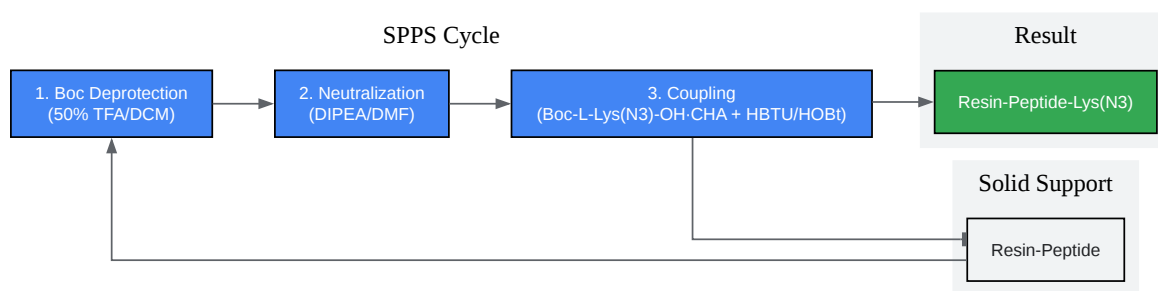 SPPS Cycle
Result
1. Boc Deprotection
(50% TFA/DCM)
2. Neutralization
(DIPEA/DMF)
3. Coupling
(Boc-L-Lys(N3)-OH·CHA + HBTU/HOBt)
Resin-Peptide-Lys(N3)
Solid Support
Resin-Peptide